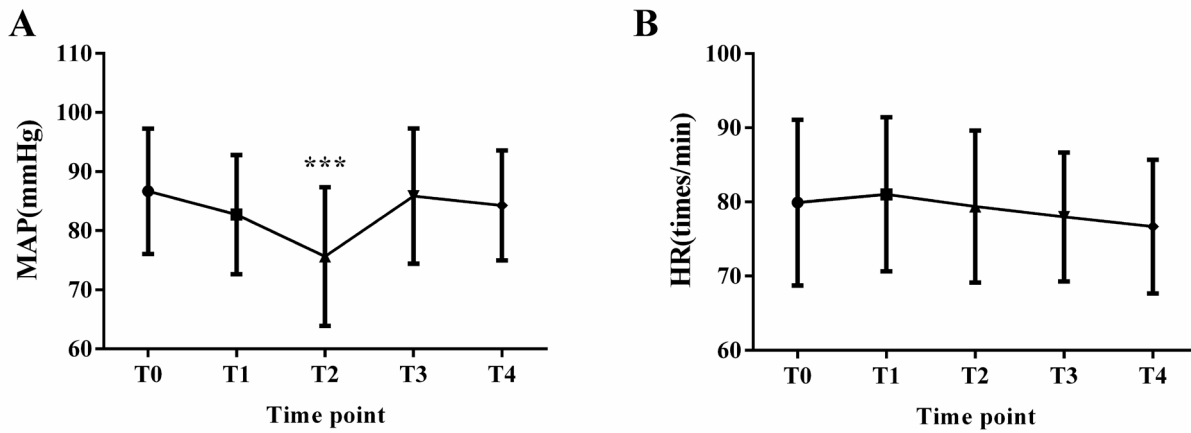 A
MAP(mmHg)
110
100
90
80
70
60
***
T0 T1 T2 T3 T4
Time point
B
HR(times/min)
100
90
80
70
60
T0 T1 T2 T3 T4
Time point